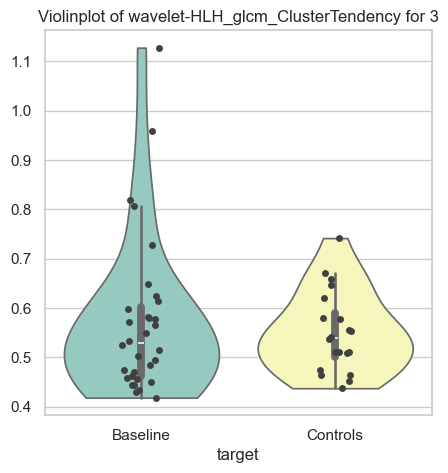 Violinplot of wavelet-HLH_glcm_ClusterTendency for 3
1.1
1.0
0.9
0.8
0.7
0.6
0.5
0.4
Baseline
Controls
target